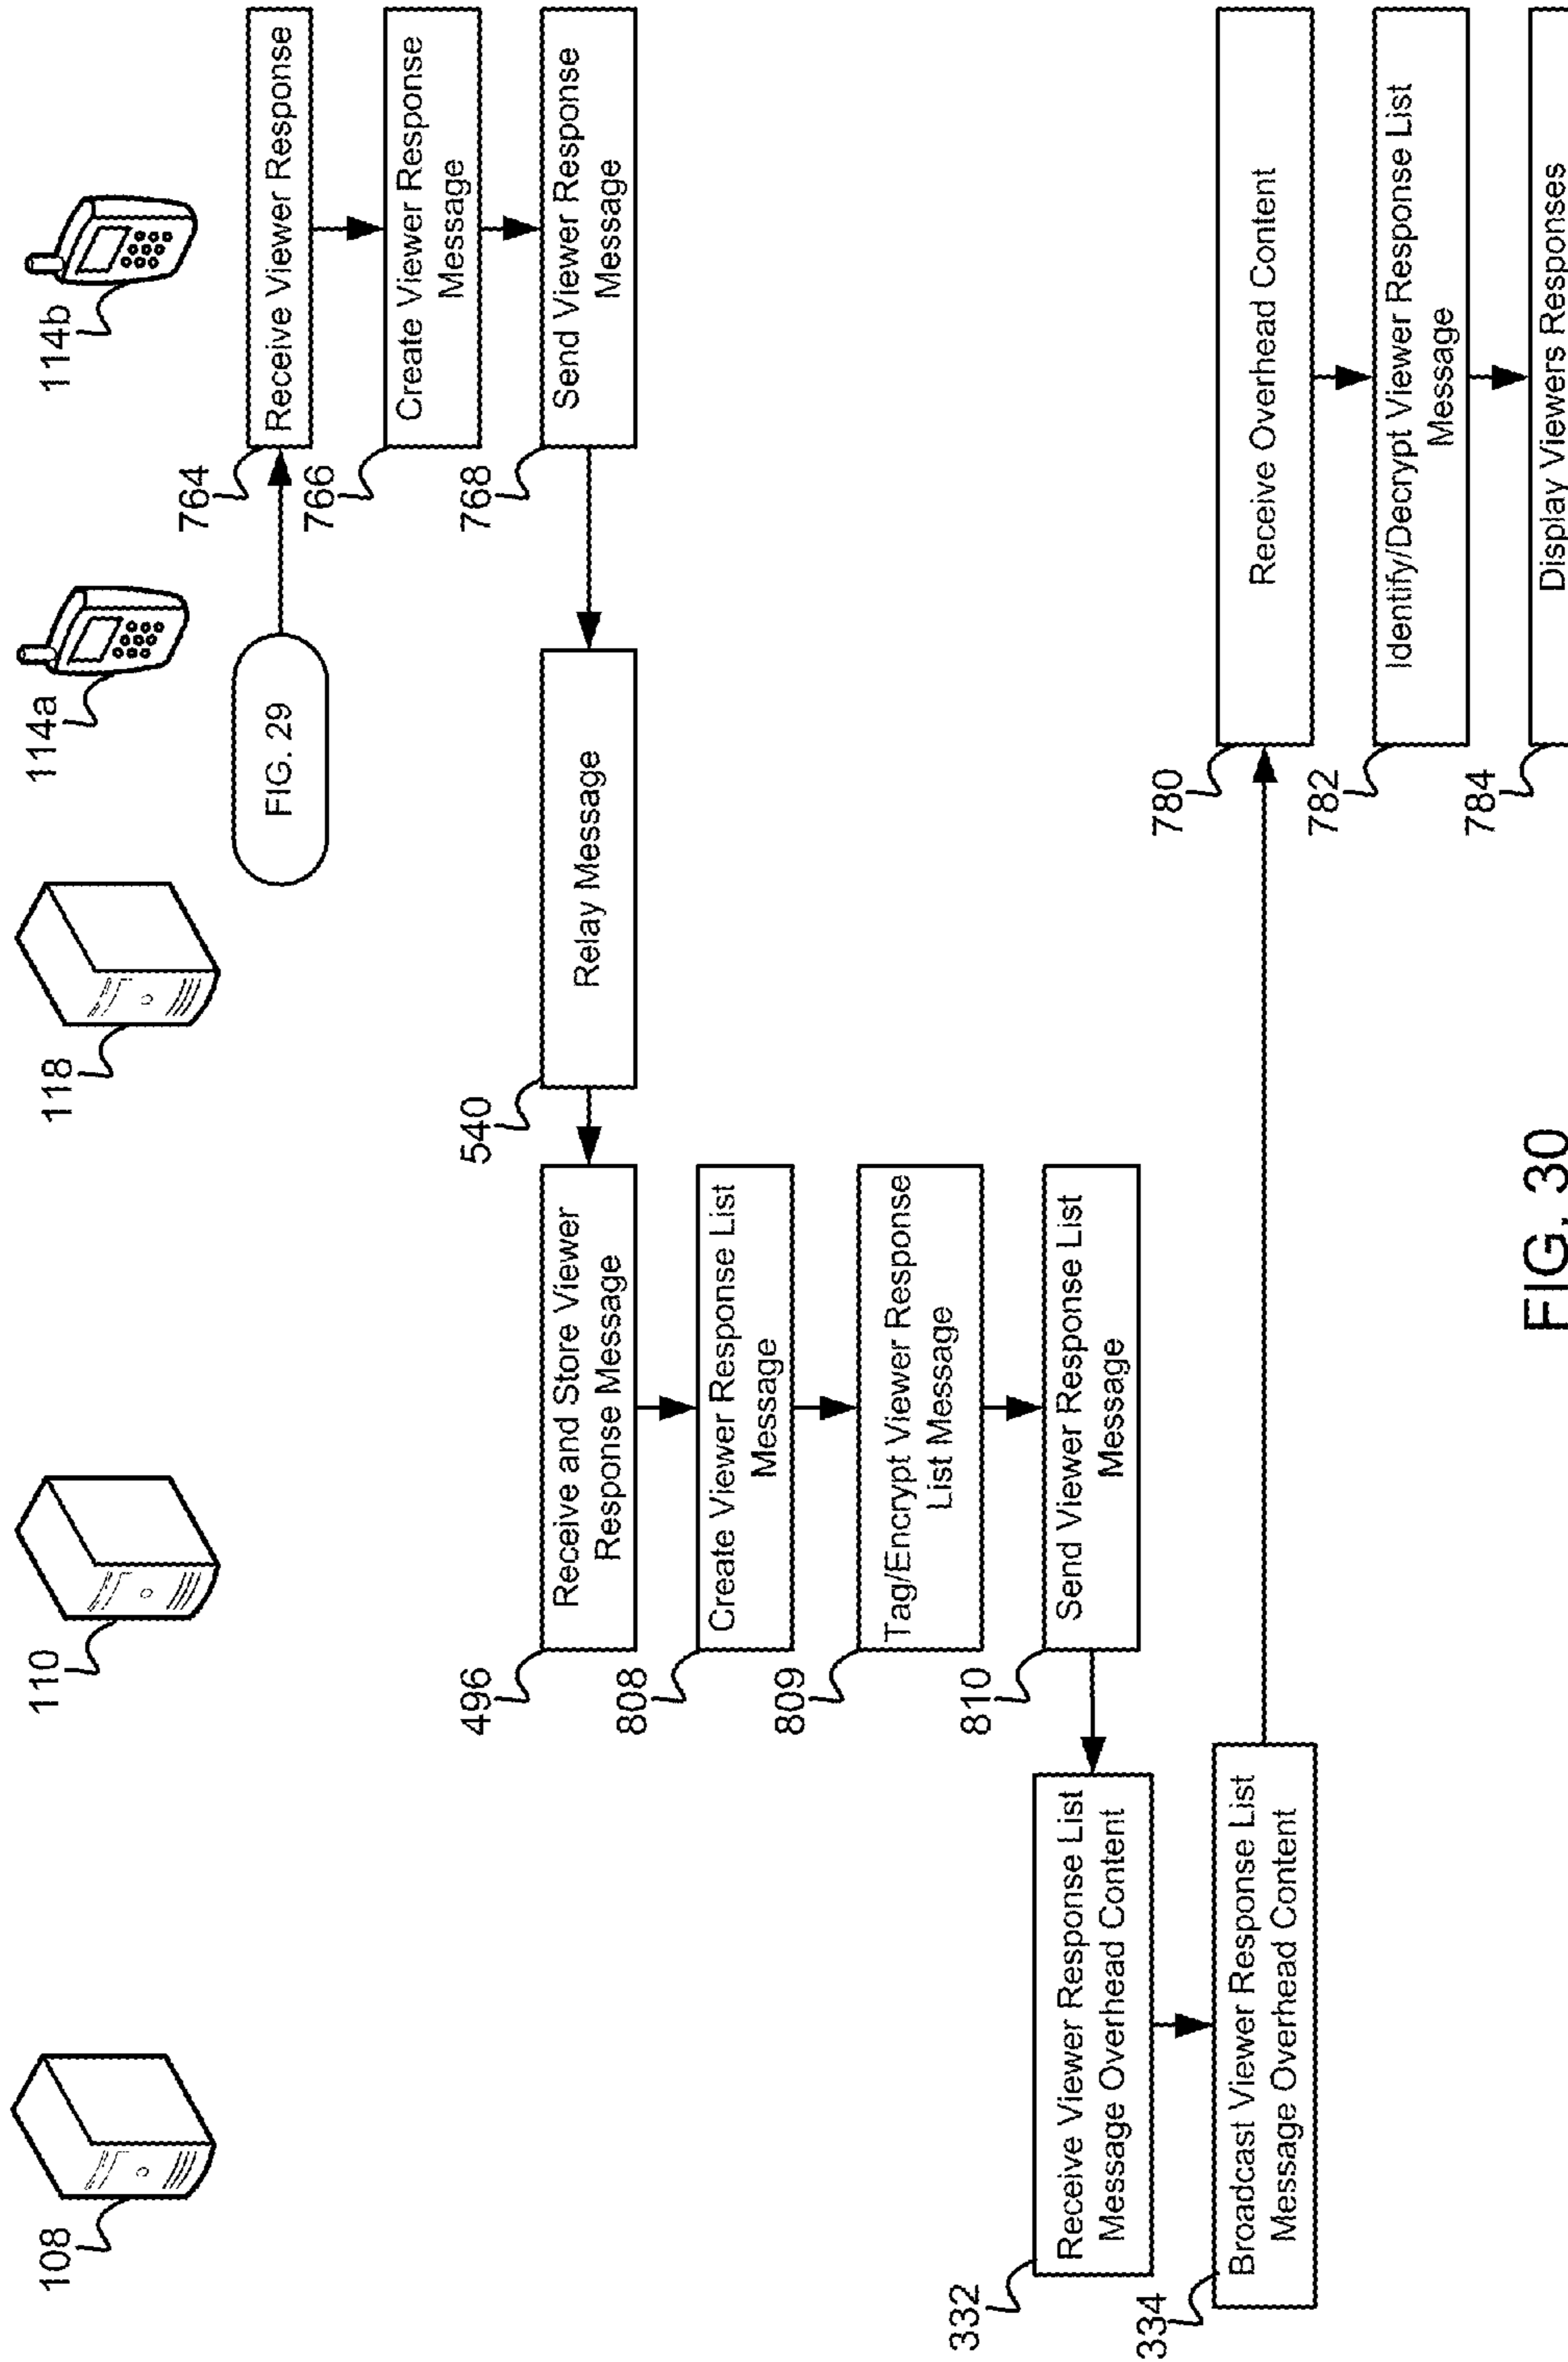 108
110
118
114a
114b
FIG. 29
764
Receive Viewer Response
766
Create Viewer Response
Message
768
Send Viewer Response
Message
540
Relay Message
496
Receive and Store Viewer
Response Message
808
Create Viewer Response List
Message
809
Tag/Encrypt Viewer Response
List Message
810
Send Viewer Response List
Message
332
Receive Viewer Response List
Message Overhead Content
334
Broadcast Viewer Response List
Message Overhead Content
780
Receive Overhead Content
782
Identify/Decrypt Viewer Response List
Message
784
Display Viewers Responses
FIG. 30